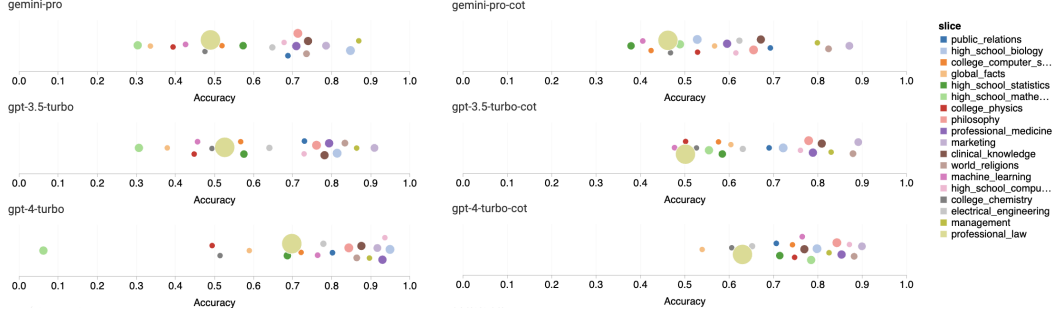 gemini-pro
0.0 0.1 0.2 0.3 0.4 0.5 0.6 0.7 0.8 0.9 1.0
Accuracy
gemini-pro-cot
0.0 0.1 0.2 0.3 0.4 0.5 0.6 0.7 0.8 0.9 1.0
Accuracy
gpt-3.5-turbo
0.0 0.1 0.2 0.3 0.4 0.5 0.6 0.7 0.8 0.9 1.0
Accuracy
gpt-3.5-turbo-cot
0.0 0.1 0.2 0.3 0.4 0.5 0.6 0.7 0.8 0.9 1.0
Accuracy
gpt-4-turbo
0.0 0.1 0.2 0.3 0.4 0.5 0.6 0.7 0.8 0.9 1.0
Accuracy
gpt-4-turbo-cot
0.0 0.1 0.2 0.3 0.4 0.5 0.6 0.7 0.8 0.9 1.0
Accuracy
slice
public_relations
high_school_biology
college_computer_s…
global_facts
high_school_statistics
high_school_mathe…
college_physics
philosophy
professional_medicine
marketing
clinical_knowledge
world_religions
machine_learning
high_school_compu…
college_chemistry
electrical_engineering
management
professional_law